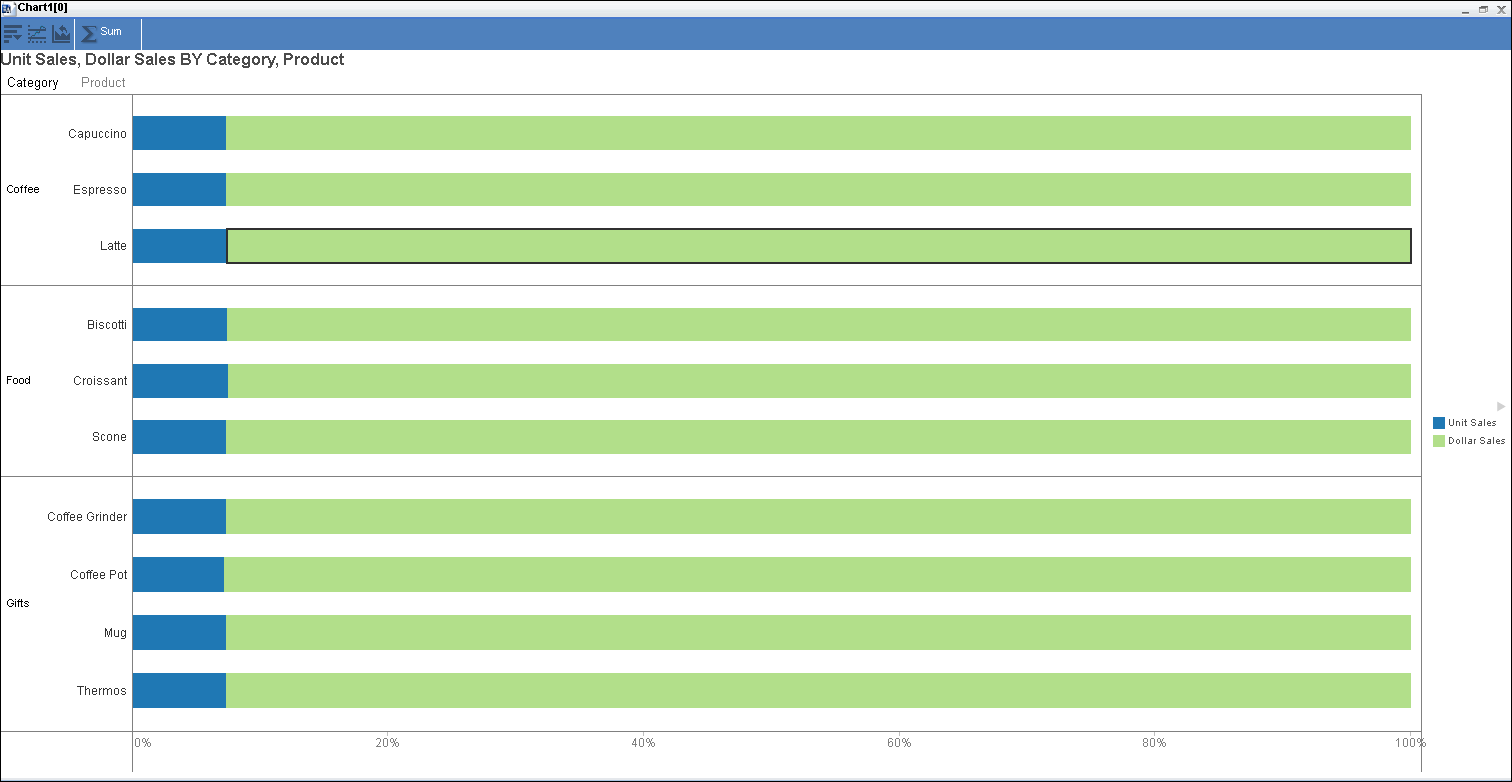 Chart1[0]
Sum
Unit Sales, Dollar Sales BY Category, Product
Category Product
Capuccino
Coffee Espresso
Latte
Biscotti
Food Croissant
Scone
Coffee Grinder
Coffee Pot
Gifts
Mug
Thermos
0% 20% 40% 60% 80% 100%
Unit Sales
Dollar Sales